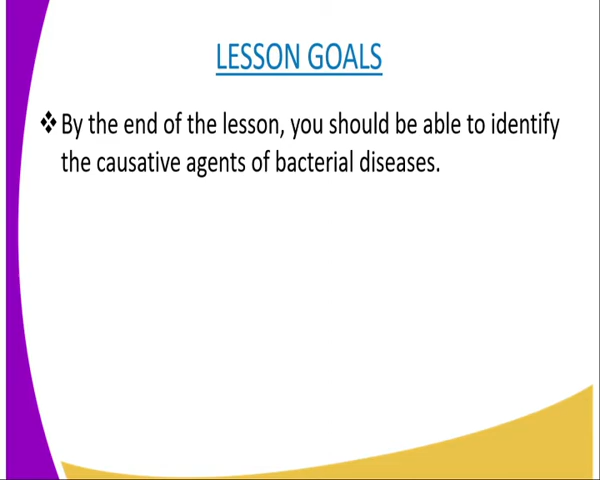 LESSON GOALS
❖By the end of the lesson, you should be able to identify
the causative agents of bacterial diseases.